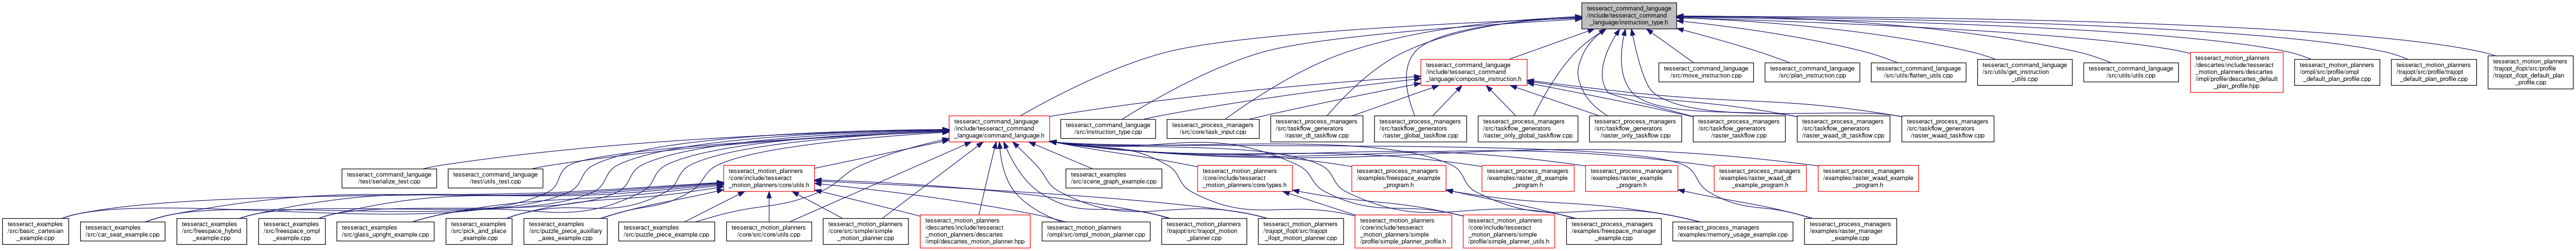 tesseract_command_language
/include/tesseract_command
_language/instruction_type.h
tesseract_command_language
/include/tesseract_command
_language/composite_instruction.h
tesseract_command_language
/src/move_instruction.cpp
tesseract_command_language
/src/plan_instruction.cpp
tesseract_command_language
/src/utils/flatten_utils.cpp
tesseract_command_language
/src/utils/get_instruction
_utils.cpp
tesseract_command_language
/src/utils/utils.cpp
tesseract_motion_planners
/descartes/include/tesseract
_motion_planners/descartes
/impl/profile/descartes_default
_plan_profile.hpp
tesseract_motion_planners
/ompl/src/profile/ompl
_default_plan_profile.cpp
tesseract_motion_planners
/trajopt/src/profile/trajopt
_default_plan_profile.cpp
tesseract_motion_planners
/trajopt_ifopt/src/profile
/trajopt_ifopt_default_plan
_profile.cpp
tesseract_command_language
/include/tesseract_command
_language/command_language.h
tesseract_command_language
/src/instruction_type.cpp
tesseract_process_managers
/src/core/task_input.cpp
tesseract_process_managers
/src/taskflow_generators
/raster_dt_taskflow.cpp
tesseract_process_managers
/src/taskflow_generators
/raster_global_taskflow.cpp
tesseract_process_managers
/src/taskflow_generators
/raster_only_global_taskflow.cpp
tesseract_process_managers
/src/taskflow_generators
/raster_only_taskflow.cpp
tesseract_process_managers
/src/taskflow_generators
/raster_taskflow.cpp
tesseract_process_managers
/src/taskflow_generators
/raster_waad_dt_taskflow.cpp
tesseract_process_managers
/src/taskflow_generators
/raster_waad_taskflow.cpp
tesseract_command_language
/test/serialize_test.cpp
tesseract_command_language
/test/utils_test.cpp
tesseract_motion_planners
/core/include/tesseract
_motion_planners/core/utils.h
tesseract_examples
/src/scene_graph_example.cpp
tesseract_motion_planners
/core/include/tesseract
_motion_planners/core/types.h
tesseract_process_managers
/examples/freespace_example
_program.h
tesseract_process_managers
/examples/raster_dt_example
_program.h
tesseract_process_managers
/examples/raster_example
_program.h
tesseract_process_managers
/examples/raster_waad_dt
_example_program.h
tesseract_process_managers
/examples/raster_waad_example
_program.h
tesseract_examples
/src/basic_cartesian
_example.cpp
tesseract_examples
/src/car_seat_example.cpp
tesseract_examples
/src/freespace_hybrid
_example.cpp
tesseract_examples
/src/freespace_ompl
_example.cpp
tesseract_examples
/src/glass_upright_example.cpp
tesseract_examples
/src/pick_and_place
_example.cpp
tesseract_examples
/src/puzzle_piece_auxillary
_axes_example.cpp
tesseract_examples
/src/puzzle_piece_example.cpp
tesseract_motion_planners
/core/src/core/utils.cpp
tesseract_motion_planners
/core/src/simple/simple
_motion_planner.cpp
tesseract_motion_planners
/descartes/include/tesseract
_motion_planners/descartes
/impl/descartes_motion_planner.hpp
tesseract_motion_planners
/ompl/src/ompl_motion_planner.cpp
tesseract_motion_planners
/trajopt/src/trajopt_motion
_planner.cpp
tesseract_motion_planners
/trajopt_ifopt/src/trajopt
_ifopt_motion_planner.cpp
tesseract_motion_planners
/core/include/tesseract
_motion_planners/simple
/profile/simple_planner_profile.h
tesseract_motion_planners
/core/include/tesseract
_motion_planners/simple
/profile/simple_planner_utils.h
tesseract_process_managers
/examples/freespace_manager
_example.cpp
tesseract_process_managers
/examples/memory_usage_example.cpp
tesseract_process_managers
/examples/raster_manager
_example.cpp